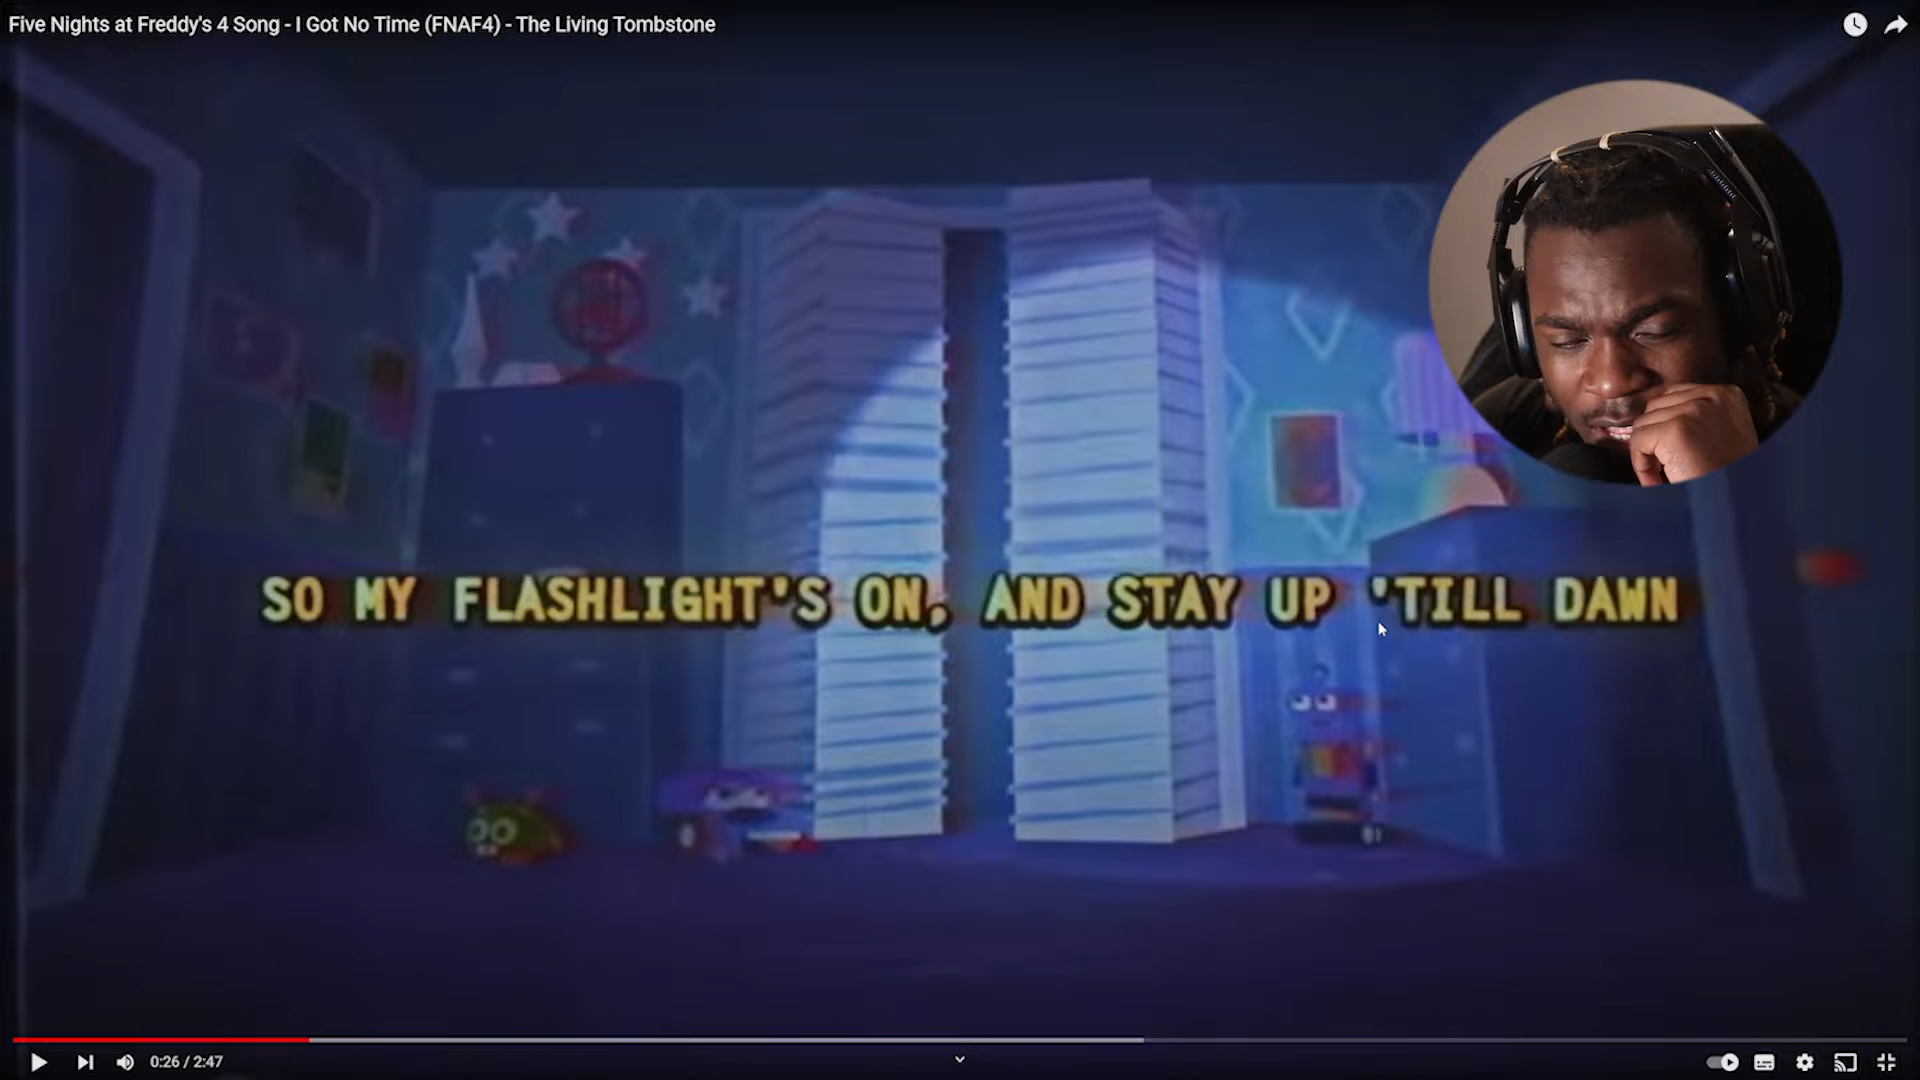 Five Nights at Freddy's 4 Song - I Got No Time (FNAF4) - The Living Tombstone
SO MY FLASHLIGHT'S ON, AND STAY UP 'TILL DAWN
0:26 / 2:47